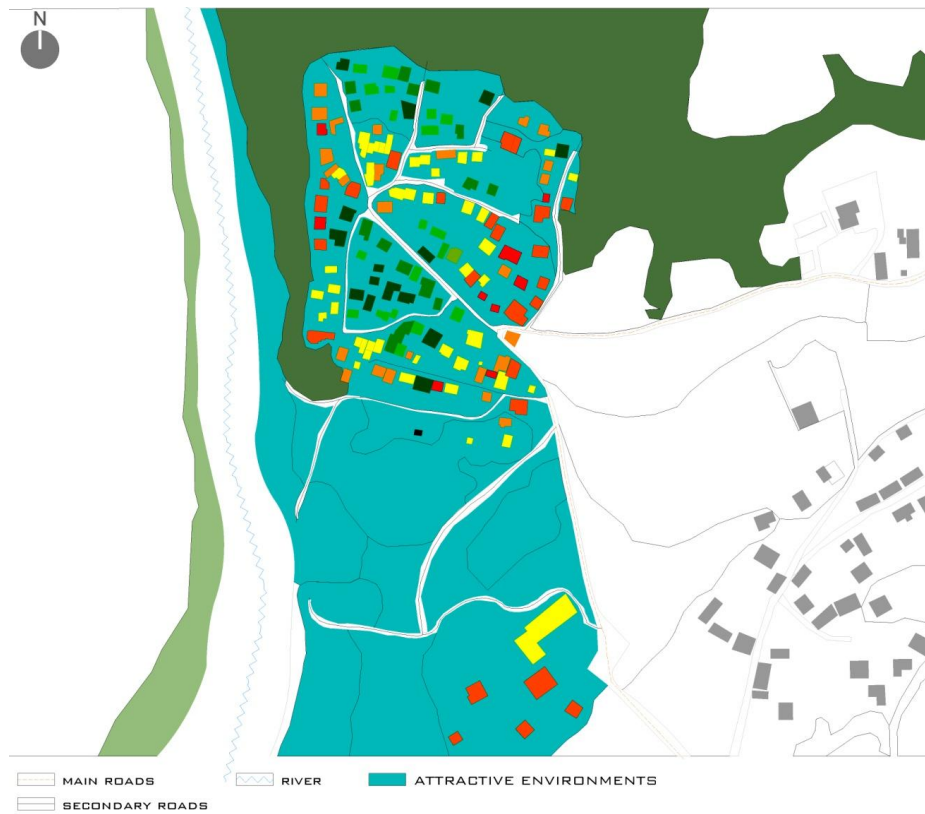 N
MAIN ROADS
RIVER
ATTRACTIVE ENVIRONMENTS
SECONDARY ROADS